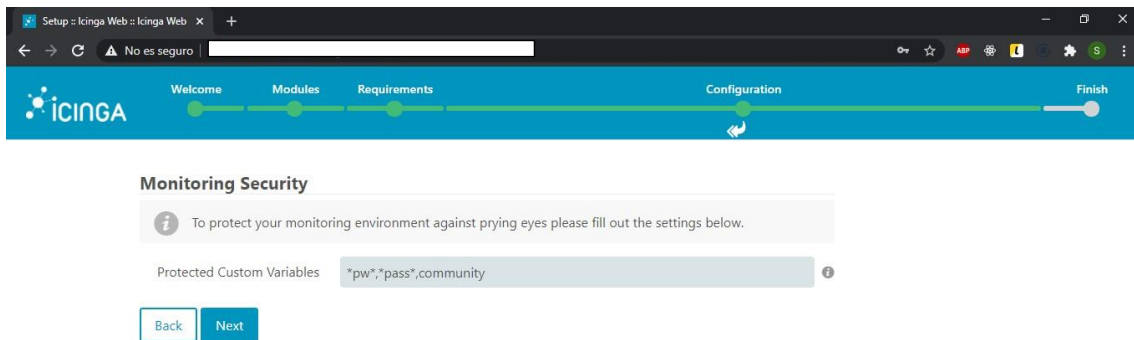 Setup :: Icinga Web :: Icinga Web
No es seguro
ABP
S
icinga
Welcome Modules Requirements Configuration Finish
Monitoring Security
To protect your monitoring environment against prying eyes please fill out the settings below.
Protected Custom Variables *pw*,*pass*,community
Back Next